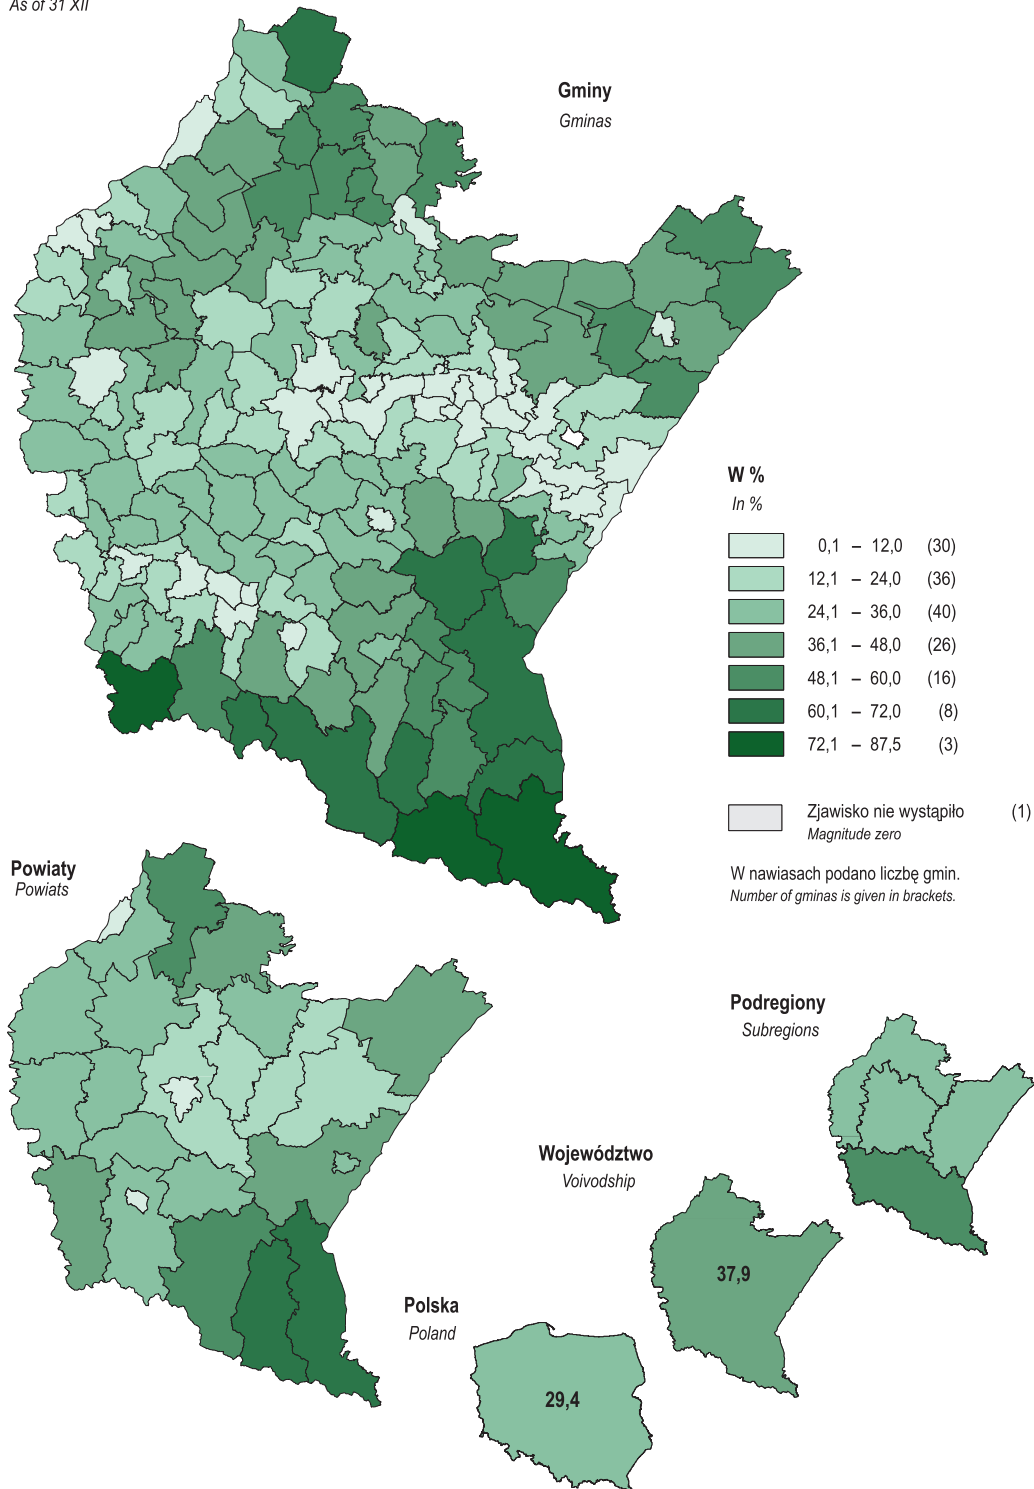 As of 31 XII
Gminy
Gminas
W %
In %
0,1 – 12,0 (30)
12,1 – 24,0 (36)
24,1 – 36,0 (40)
36,1 – 48,0 (26)
48,1 – 60,0 (16)
60,1 – 72,0 (8)
72,1 – 87,5 (3)
Zjawisko nie wystąpiło (1)
Magnitude zero
W nawiasach podano liczbę gmin.
Number of gminas is given in brackets.
Powiaty
Powiats
Podregiony
Subregions
Województwo
Voivodship
37,9
Polska
Poland
29,4